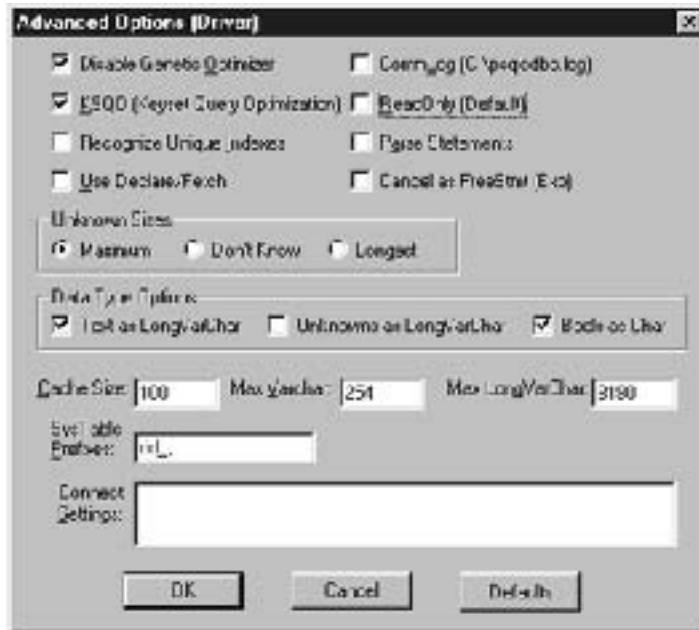 Advanced Options (Driver)
Disable Genetic Optimizer
CommLog (C:\psqlodbc.log)
KSQO (Keyset Query Optimization)
ReadOnly (Default)
Recognize Unique Indexes
Parse Statements
Use Declare/Fetch
Cancel as FreeStmt (Exp)
Unknown Sizes
Maximum
Don't Know
Longest
Data Type Options
Text as LongVarChar
Unknowns as LongVarChar
Bools as Char
Cache Size: 100
Max Varchar: 254
Max LongVarChar: 8190
SysTable
Prefixes:
Connect
Settings:
OK
Cancel
Defaults